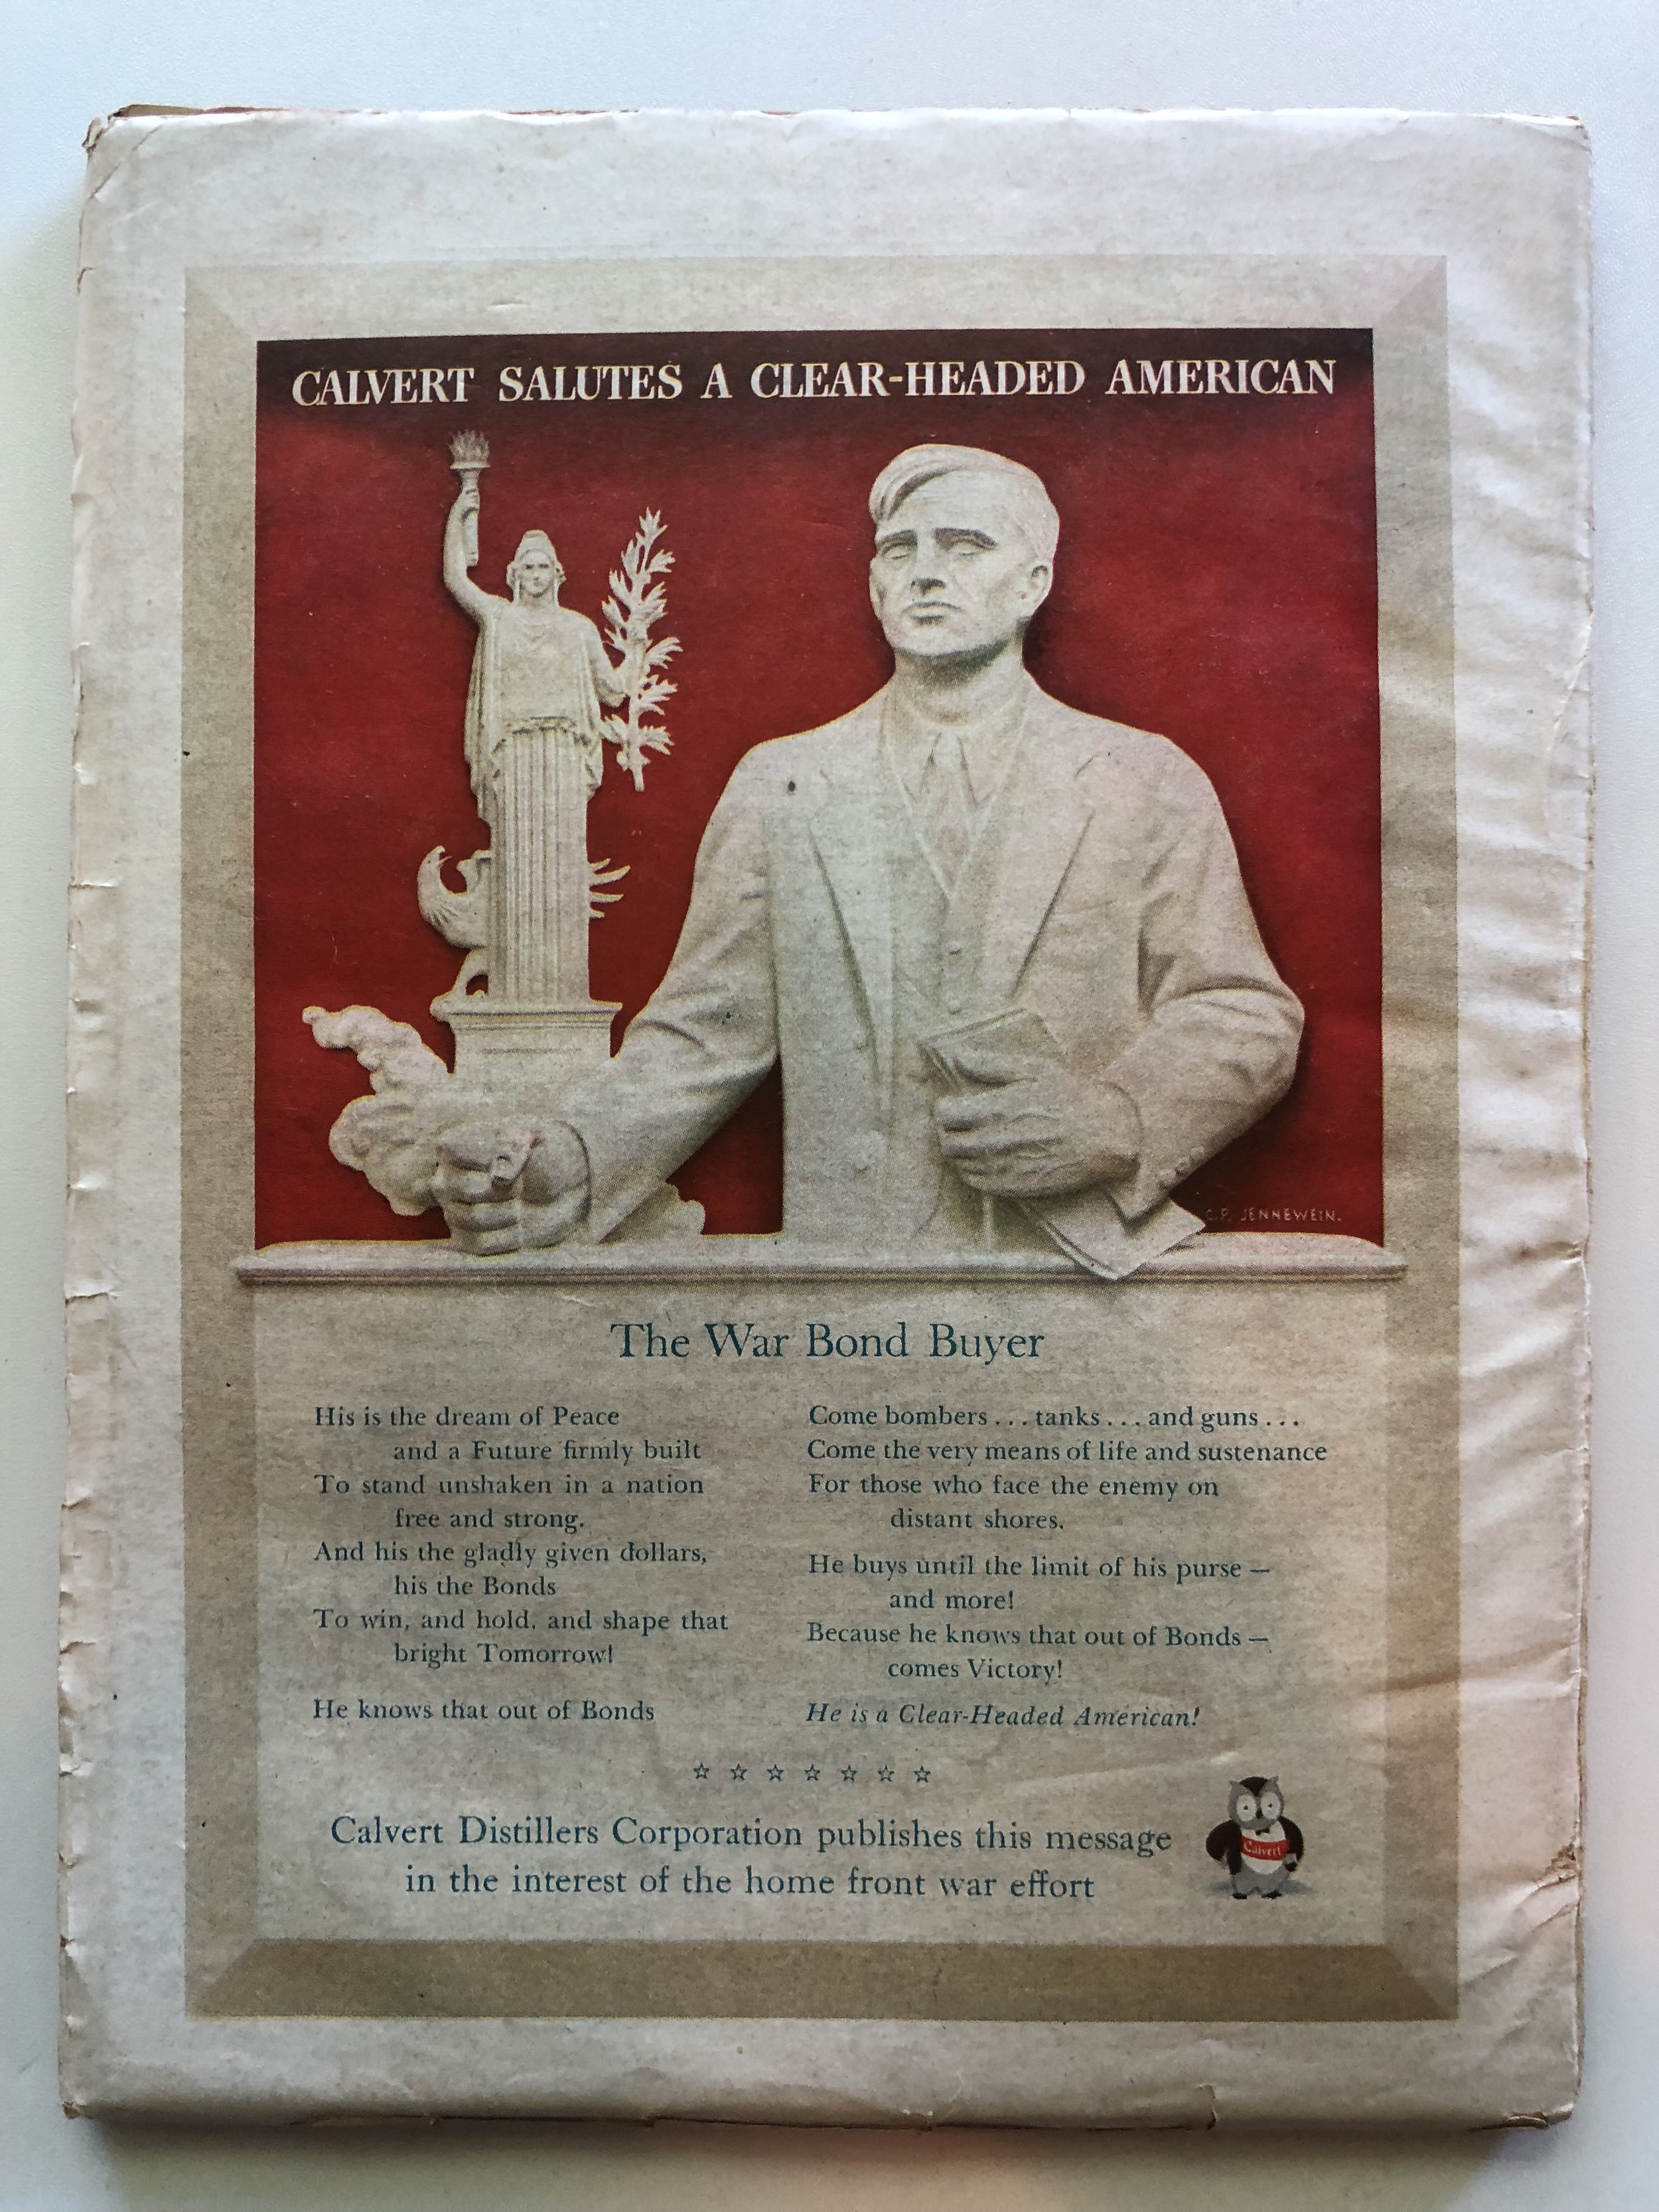 CALVERT SALUTES A CLEAR-HEADED AMERICAN
C.P. JENNEWEIN.
The War Bond Buyer
His is the dream of Peace
and a Future firmly built
To stand unshaken in a nation
free and strong.
And his the gladly given dollars,
his the Bonds
To win, and hold, and shape that
bright Tomorrow!
He knows that out of Bonds
Come bombers . . . tanks . . . and guns . . .
Come the very means of life and sustenance
For those who face the enemy on
distant shores.
He buys until the limit of his purse —
and more!
Because he knows that out of Bonds —
comes Victory!
He is a Clear-Headed American!
Calvert Distillers Corporation publishes this message
in the interest of the home front war effort
Calvert